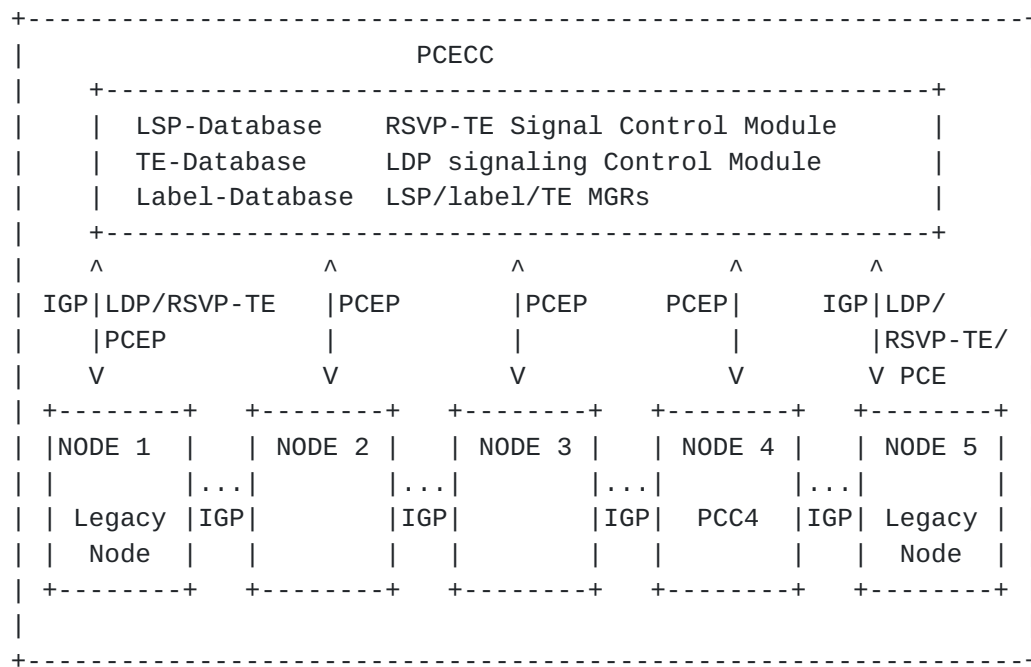 PCECC
LSP-Database    RSVP-TE Signal Control Module
TE-Database     LDP signaling Control Module
Label-Database  LSP/label/TE MGRs
^ ^ ^ ^ ^
IGP|LDP/RSVP-TE   |PCEP       |PCEP     PCEP|     IGP|LDP/
|PCEP          |           |             |        |RSVP-TE/
V              V           V             V        V PCE
|NODE 1  |   | NODE 2 |   | NODE 3 |   | NODE 4 |   | NODE 5 |
|        |...|        |...|        |...|        |...|        |
| Legacy |IGP|        |IGP|        |IGP|  PCC4  |IGP| Legacy |
|  Node  |   |        |   |        |   |        |   |  Node  |